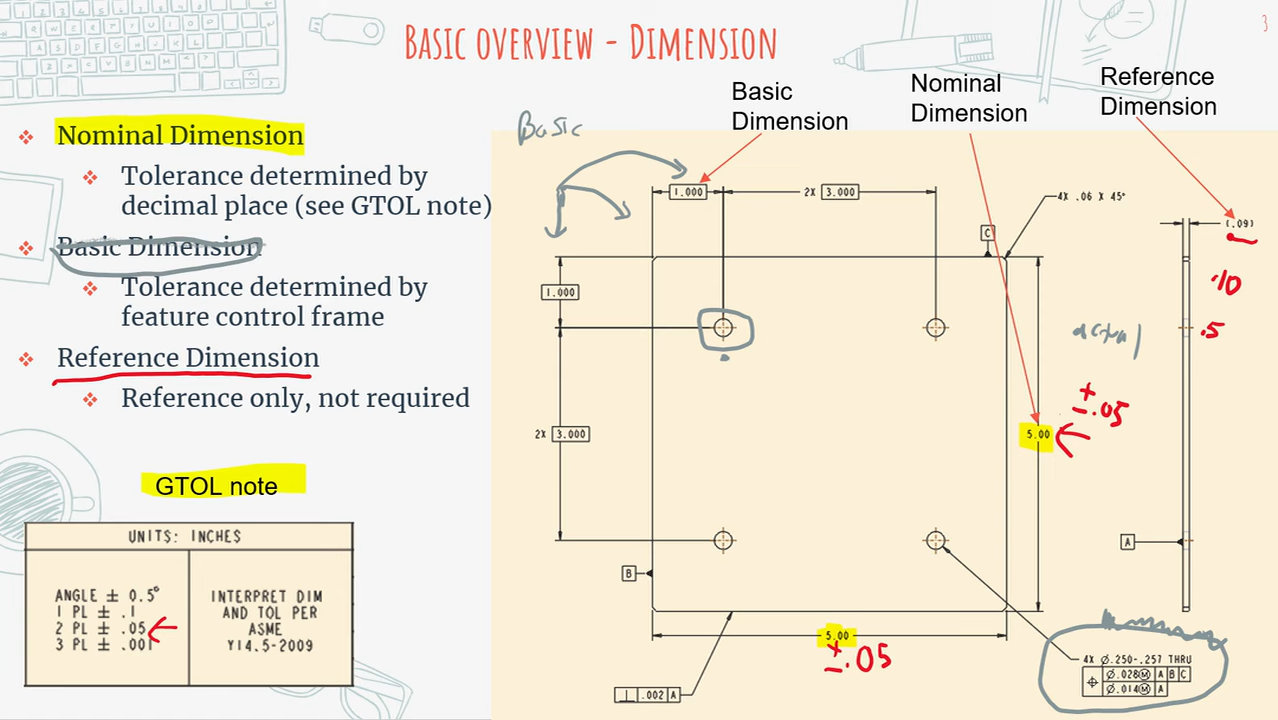 BASIC OVERVIEW - DIMENSION
3
Nominal Dimension
Tolerance determined by
decimal place (see GTOL note)
Basic Dimension
Tolerance determined by
feature control frame
Reference Dimension
Reference only, not required
GTOL note
UNITS: INCHES
ANGLE ± 0.5°
1 PL ± .1
2 PL ± .05
3 PL ± .001
INTERPRET DIM
AND TOL PER
ASME
Y14.5-2009
Basic
Dimension
Nominal
Dimension
Reference
Dimension
Basic
1.000
2X 3.000
4X .06 X 45°
(.09)
C
.10
1.000
.5
actual
± .05
2X 3.000
5.00
A
B
5.00
± .05
4X Ø.250-.257 THRU
⌖ Ø.028Ⓜ A B C
Ø.014Ⓜ A
⊥ .002 A